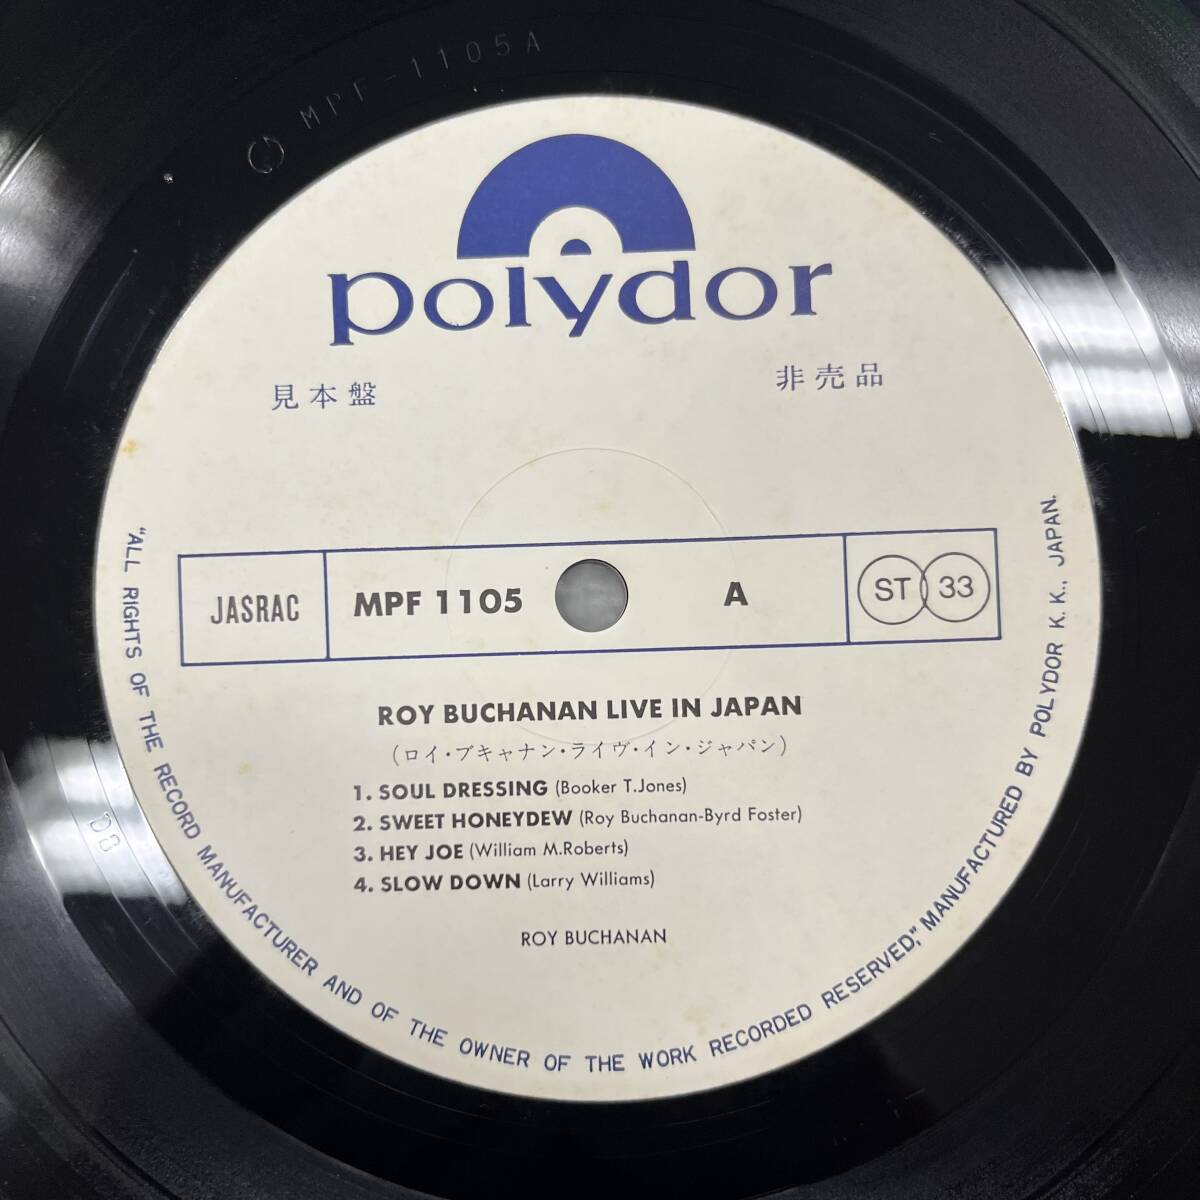 MPF-1105A
polydor
見本盤
非売品
JASRAC
MPF 1105
A
ST
33
ROY BUCHANAN LIVE IN JAPAN
(ロイ・ブキャナン・ライヴ・イン・ジャパン)
1. SOUL DRESSING (Booker T.Jones)
2. SWEET HONEYDEW (Roy Buchanan-Byrd Foster)
3. HEY JOE (William M.Roberts)
4. SLOW DOWN (Larry Williams)
ROY BUCHANAN
"ALL RIGHTS OF THE RECORD MANUFACTURER AND OF THE OWNER OF THE WORK RECORDED RESERVED," MANUFACTURED BY POLYDOR K. K., JAPAN.